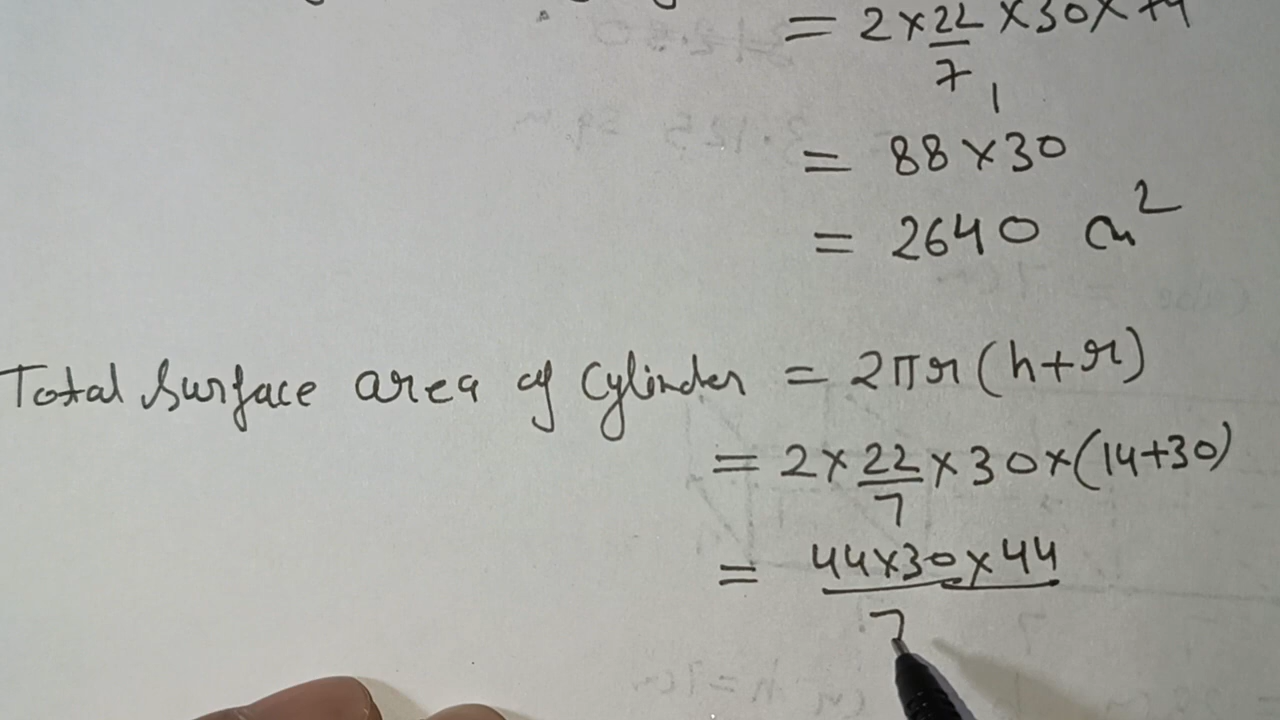 = 2 × 22/7 × 30 × 14
1
= 88 × 30
= 2640 cm²
Total Surface area of Cylinder = 2πr(h+r)
= 2 × 22/7 × 30 × (14+30)
= 44×30×44/7